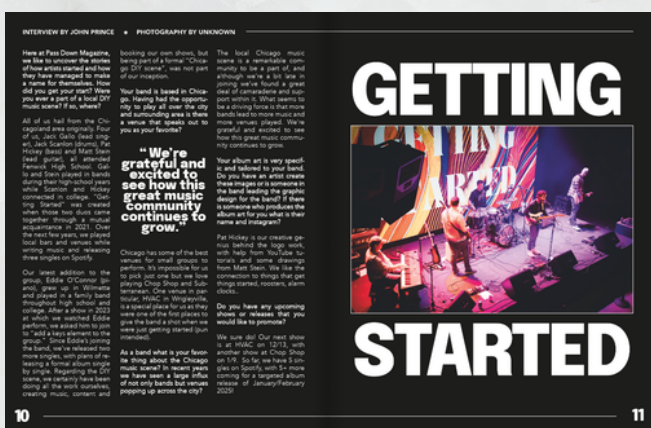 INTERVIEW BY JOHN PRINCE • PHOTOGRAPHY BY UNKNOWN
Here at Pass Down Magazine,
we like to uncover the stories
of how artists started and how
they have managed to make
a name for themselves. How
did you get your start? Were
you ever a part of a local DIY
music scene? If so, where?
All of us hail from the Chi-
cagoland area originally. Four
of us, Jack Gallo (lead sing-
er), Jack Scanlon (drums), Pat
Hickey (bass) and Matt Stein
(lead guitar), all attended
Fenwick High School. Gal-
lo and Stein played in bands
during their high-school years
while Scanlon and Hickey
connected in college. "Get-
ting Started" was created
when those two duos came
together through a mutual
acquaintance in 2021. Over
the next few years, we played
local bars and venues while
writing music and releasing
three singles on Spotify.
Our latest addition to the
group, Eddie O'Connor (pi-
ano), grew up in Wilmette
and played in a family band
throughout high school and
college. After a show in 2023
at which we watched Eddie
perform, we asked him to join
to "add a keys element to the
group." Since Eddie's joining
the band, we've released two
more singles, with plans of re-
leasing a formal album single
by single. Regarding the DIY
scene, we certainly have been
doing all the work ourselves,
creating music, content and
booking our own shows, but
being part of a formal "Chica-
go DIY scene", was not part
of our inception.
Your band is based in Chica-
go. Having had the opportu-
nity to play all over the city
and surrounding area is there
a venue that speaks out to
you as your favorite?
"We're
grateful and
excited to
see how this
great music
community
continues to
grow."
Chicago has some of the best
venues for small groups to
perform. It's impossible for us
to pick just one but we love
playing Chop Shop and Sub-
terranean. One venue in par-
ticular, HVAC in Wrigleyville,
is a special place for us as they
were one of the first places to
give the band a shot when we
were just getting started (pun
intended).
As a band what is your favor-
ite thing about the Chicago
music scene? In recent years
we have seen a large influx
of not only bands but venues
popping up across the city?
The local Chicago music
scene is a remarkable com-
munity to be a part of, and
although we're a bit late in
joining we've found a great
deal of camaraderie and sup-
port within it. What seems to
be a driving force is that more
bands lead to more music and
more venues played. We're
grateful and excited to see
how this great music commu-
nity continues to grow.
Your album art is very specif-
ic and tailored to your band.
Do you have an artist create
these images or is someone in
the band leading the graphic
design for the band? If there
is someone who produces the
album art for you what is their
name and instagram?
Pat Hickey is our creative ge-
nius behind the logo work,
with help from YouTube tu-
torials and some drawings
from Matt Stein. We like the
connection to things that get
things started, roosters, alarm
clocks...
Do you have any upcoming
shows or releases that you
would like to promote?
We sure do! Our next show
is at HVAC on 12/13, with
another show at Chop Shop
on 1/9. So far, we have 5 sin-
gles on Spotify, with 5+ more
coming for a targeted album
release of January/February
2025!
10
GETTING
STARTED
11